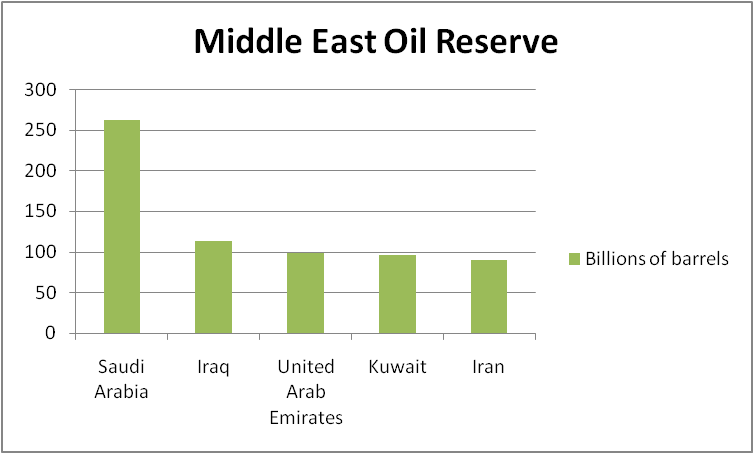 Middle East Oil Reserve
300
250
200
150
100
50
0
Saudi
Arabia
Iraq
United
Arab
Emirates
Kuwait
Iran
Billions of barrels